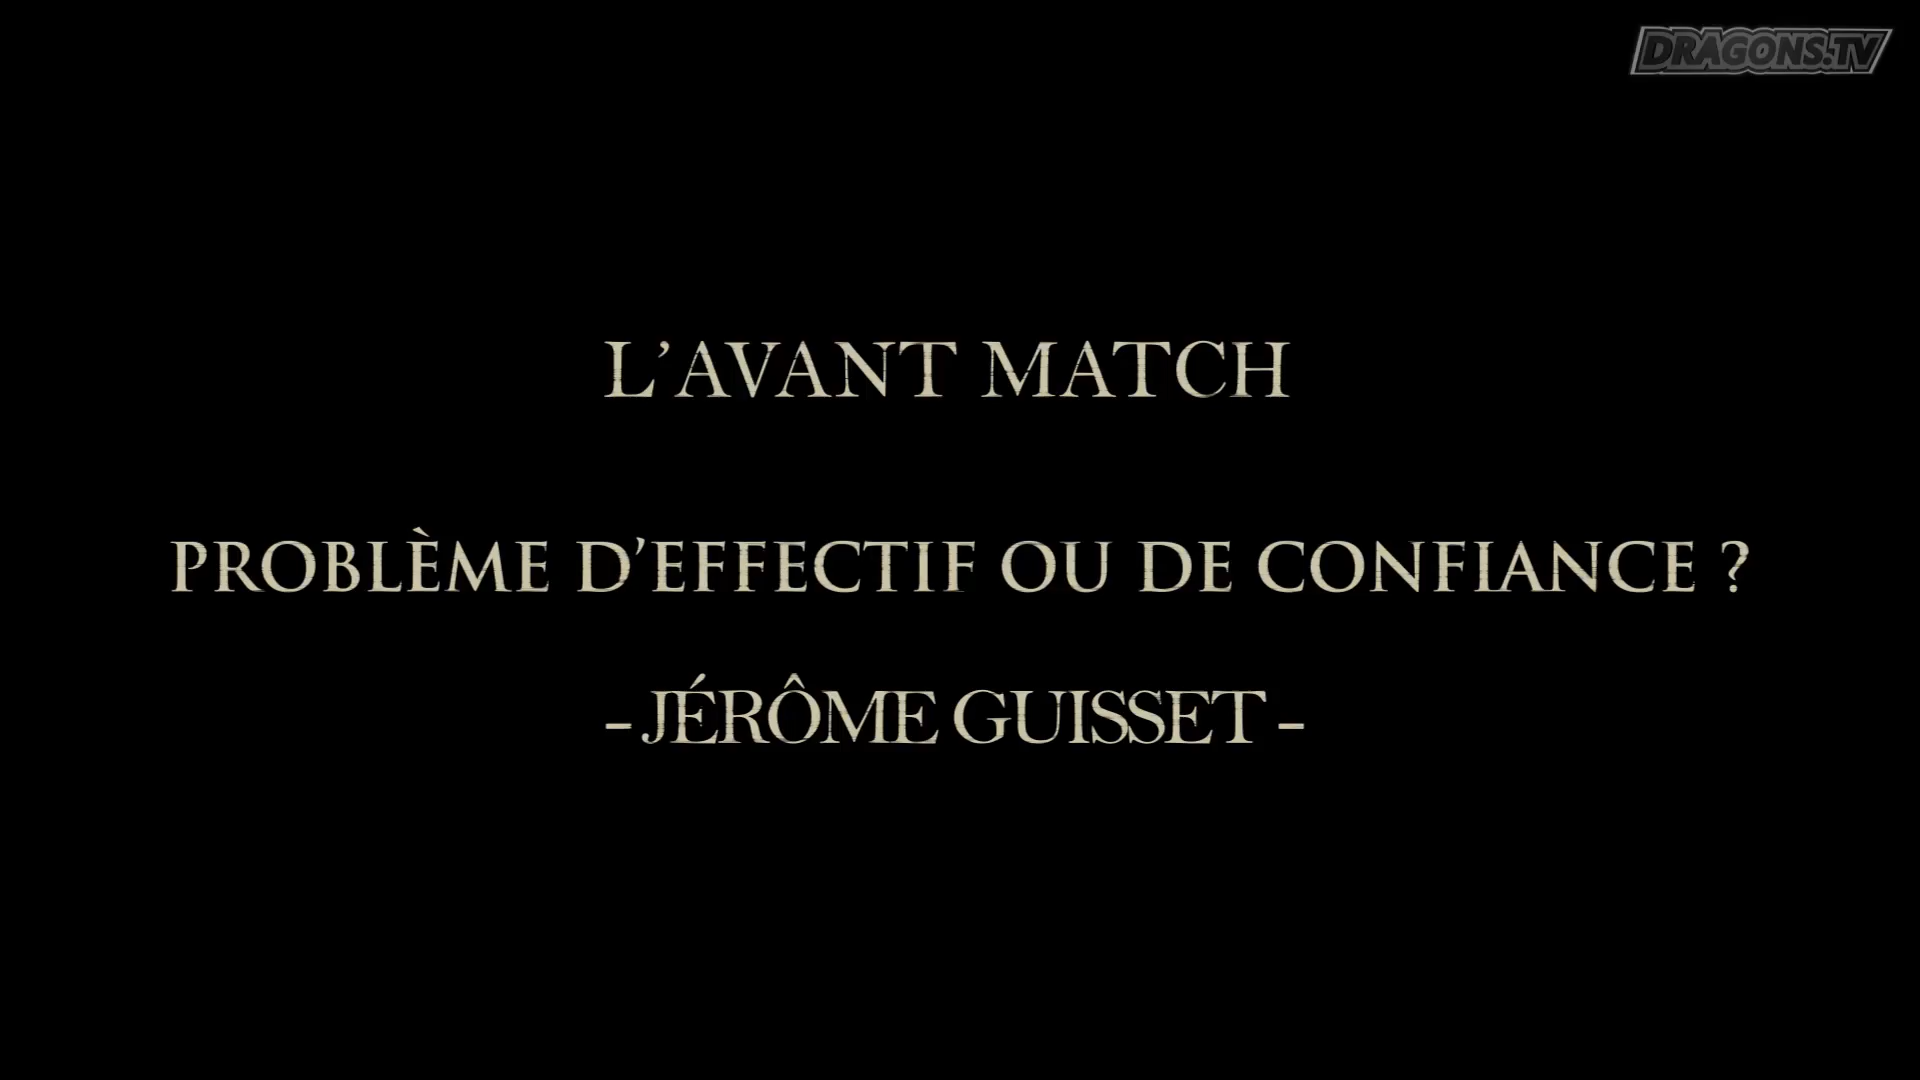 DRAGONS.TV
L'AVANT MATCH
PROBLÈME D'EFFECTIF OU DE CONFIANCE ?
- JÉRÔME GUISSET -